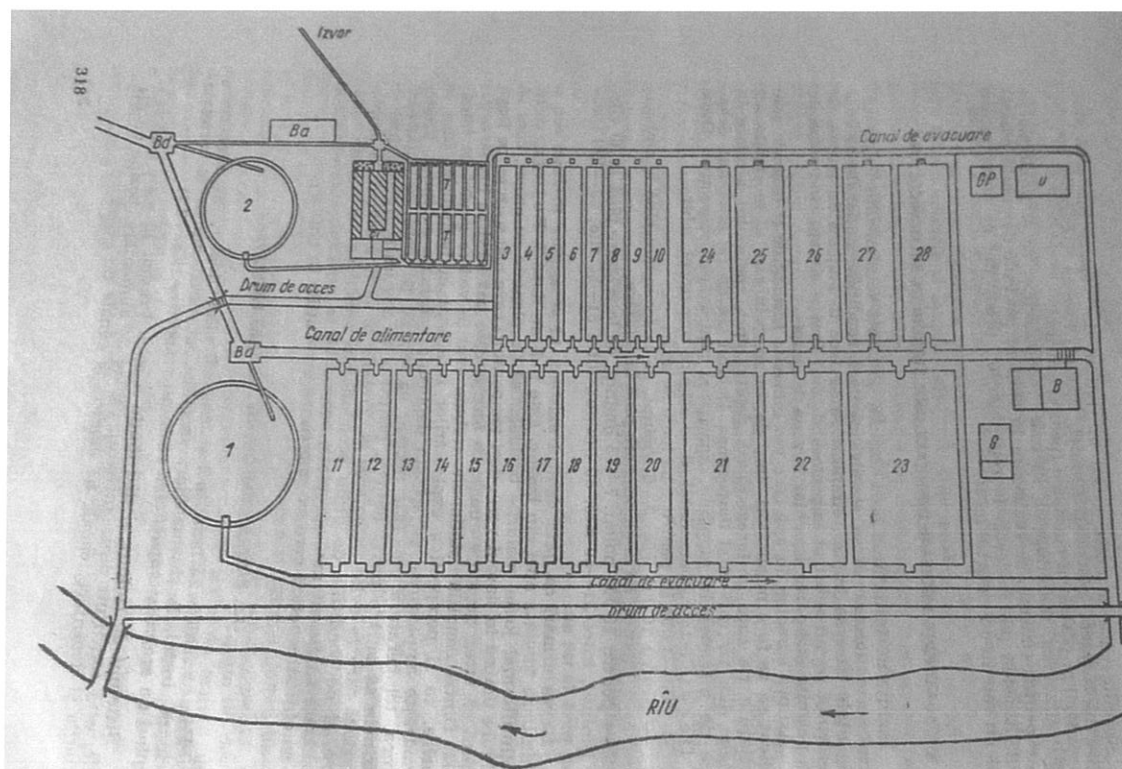 Izvor
318
Ba
Bd
Canal de evacuare
T
GP
2
3
4
5
6
7
8
9
10
24
25
26
27
28
T
Drum de acces
Canal de alimentare
Bd
B
1
11
12
13
14
15
16
17
18
19
20
21
22
23
G
Canal de evacuare
Drum de acces
RÎU